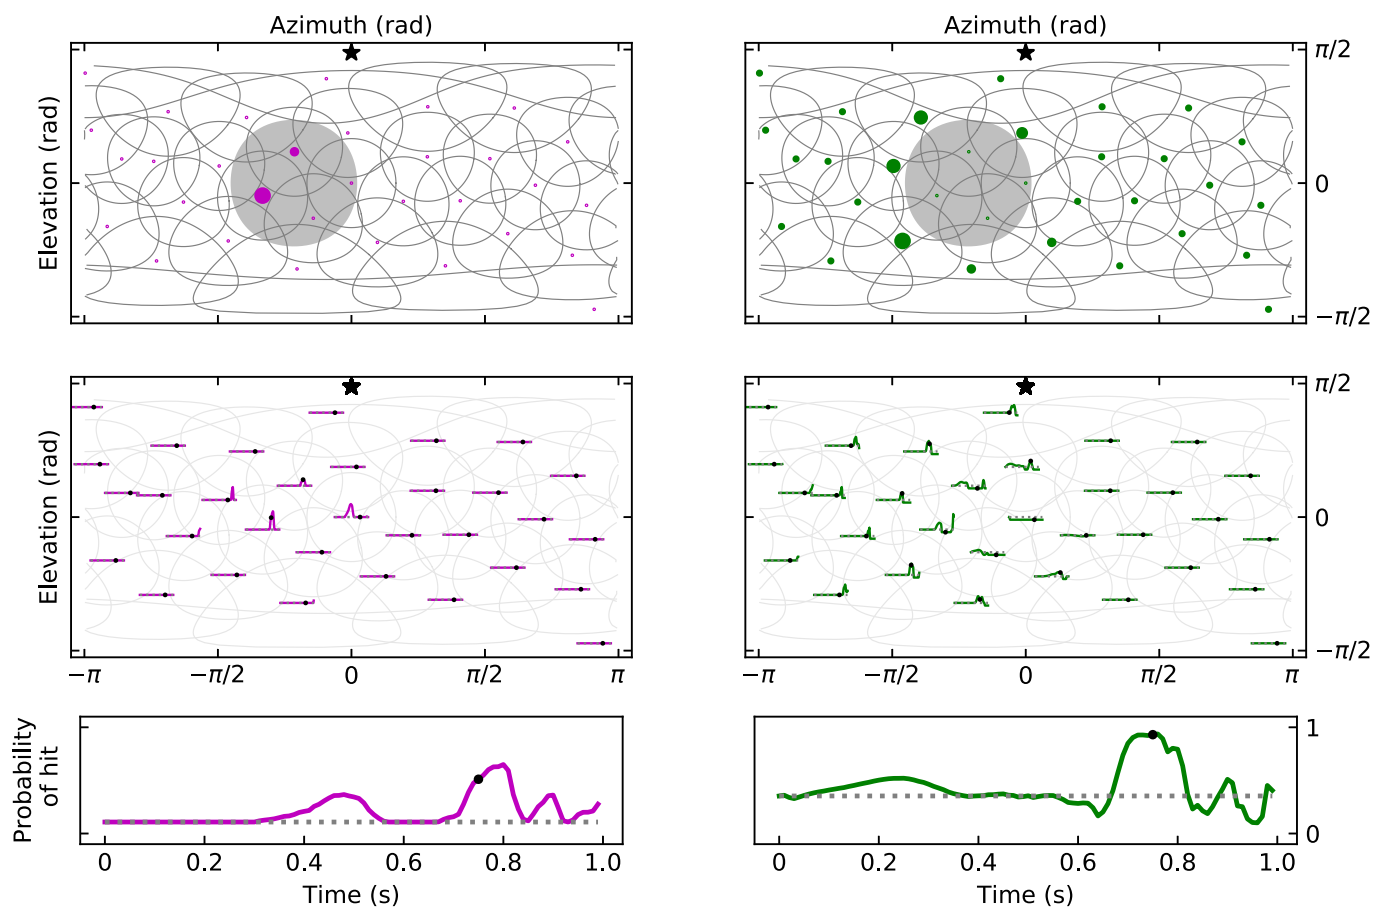 Azimuth (rad)
Azimuth (rad)
Elevation (rad)
π/2
0
−π/2
Elevation (rad)
π/2
0
−π/2
−π
−π/2
0
π/2
π
−π
−π/2
0
π/2
π
Probability
of hit
1
0
0
0.2
0.4
0.6
0.8
1.0
0
0.2
0.4
0.6
0.8
1.0
Time (s)
Time (s)